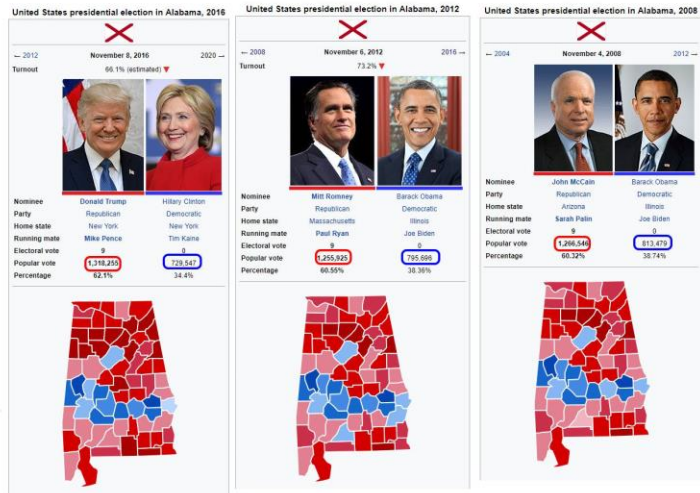 United States presidential election in Alabama, 2016
← 2012 November 8, 2016 2020 →
Turnout 66.1% (estimated) ▼
Nominee Donald Trump Hillary Clinton
Party Republican Democratic
Home state New York New York
Running mate Mike Pence Tim Kaine
Electoral vote 9 0
Popular vote 1,318,255 729,547
Percentage 62.1% 34.4%
United States presidential election in Alabama, 2012
← 2008 November 6, 2012 2016 →
Turnout 73.2% ▼
Nominee Mitt Romney Barack Obama
Party Republican Democratic
Home state Massachusetts Illinois
Running mate Paul Ryan Joe Biden
Electoral vote 9 0
Popular vote 1,255,925 795,696
Percentage 60.55% 38.36%
United States presidential election in Alabama, 2008
← 2004 November 4, 2008 2012 →
Nominee John McCain Barack Obama
Party Republican Democratic
Home state Arizona Illinois
Running mate Sarah Palin Joe Biden
Electoral vote 9 0
Popular vote 1,266,546 813,479
Percentage 60.32% 38.74%